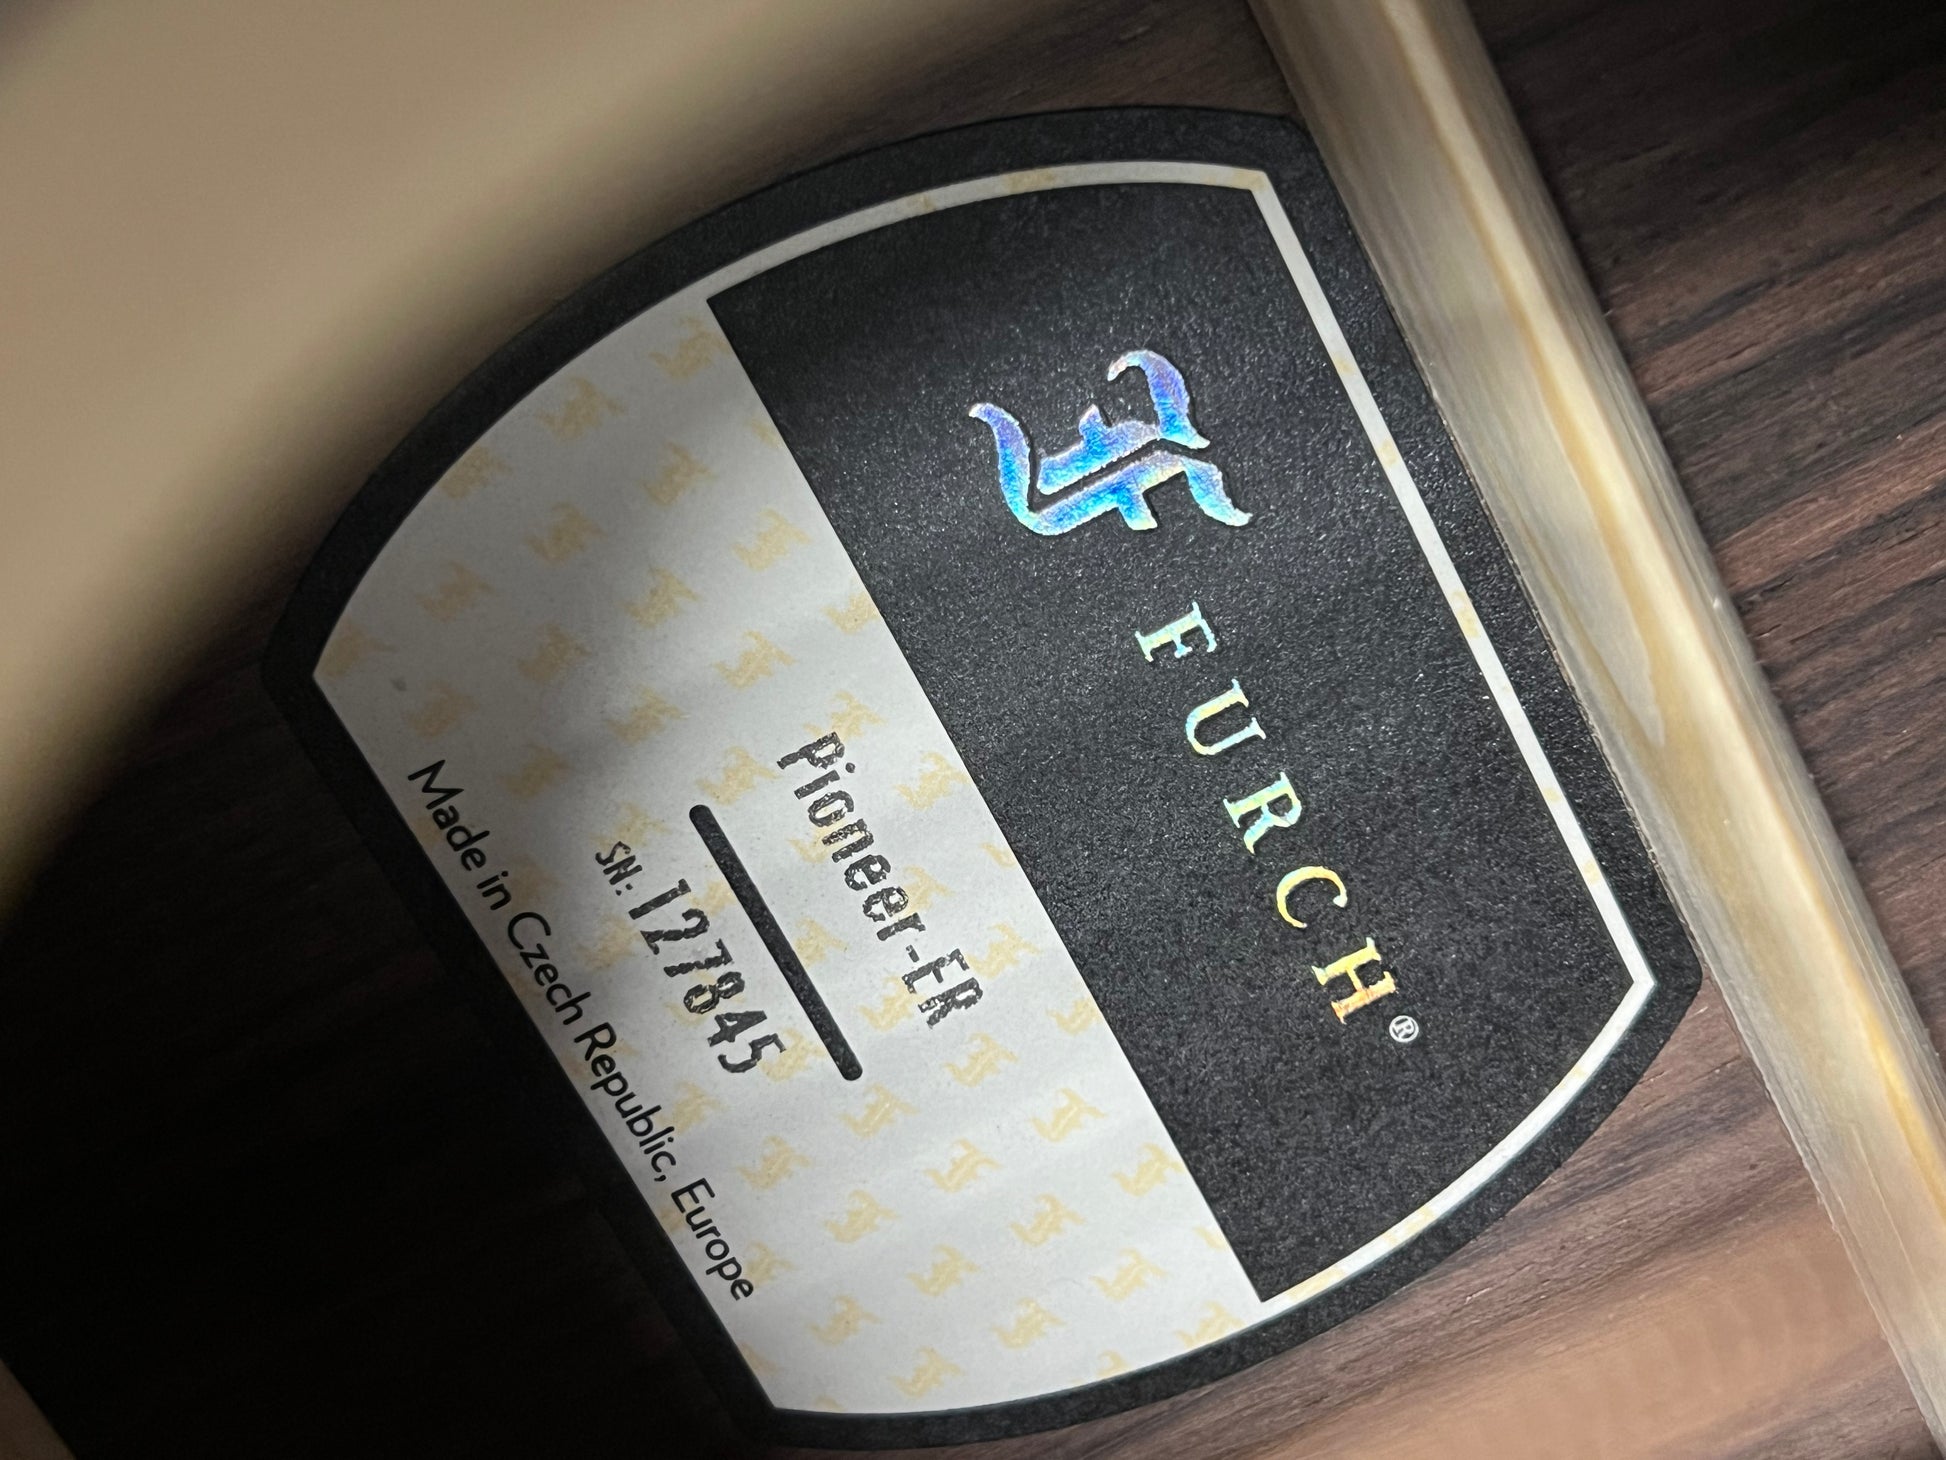 FURCH®
Pioneer-ER
SN: 127845
Made in Czech Republic, Europe